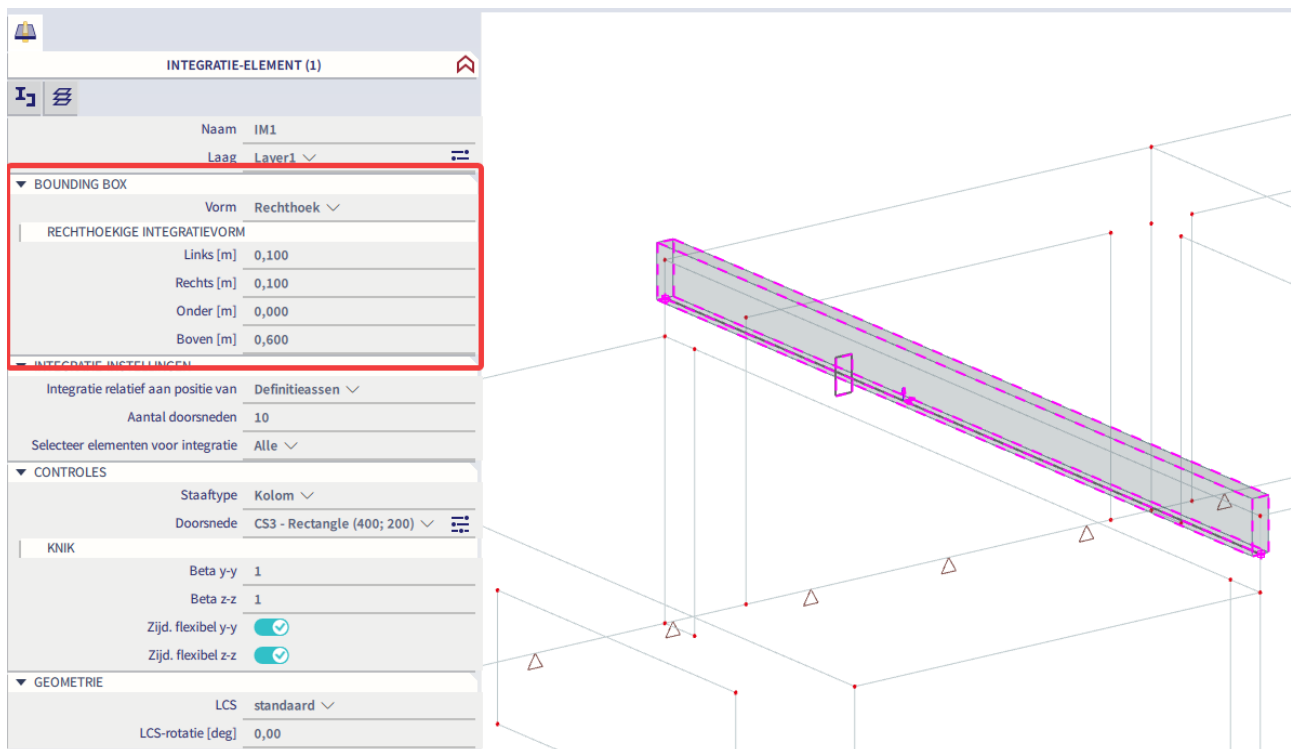 INTEGRATIE-ELEMENT (1)
Naam IM1
Laag Layer1
BOUNDING BOX
Vorm Rechthoek
RECHTHOEKIGE INTEGRATIEVORM
Links [m] 0,100
Rechts [m] 0,100
Onder [m] 0,000
Boven [m] 0,600
INTEGRATIE-INSTELLINGEN
Integratie relatief aan positie van Definitieassen
Aantal doorsneden 10
Selecteer elementen voor integratie Alle
CONTROLES
Staaftype Kolom
Doorsnede CS3 - Rectangle (400; 200)
KNIK
Beta y-y 1
Beta z-z 1
Zijd. flexibel y-y
Zijd. flexibel z-z
GEOMETRIE
LCS standaard
LCS-rotatie [deg] 0,00